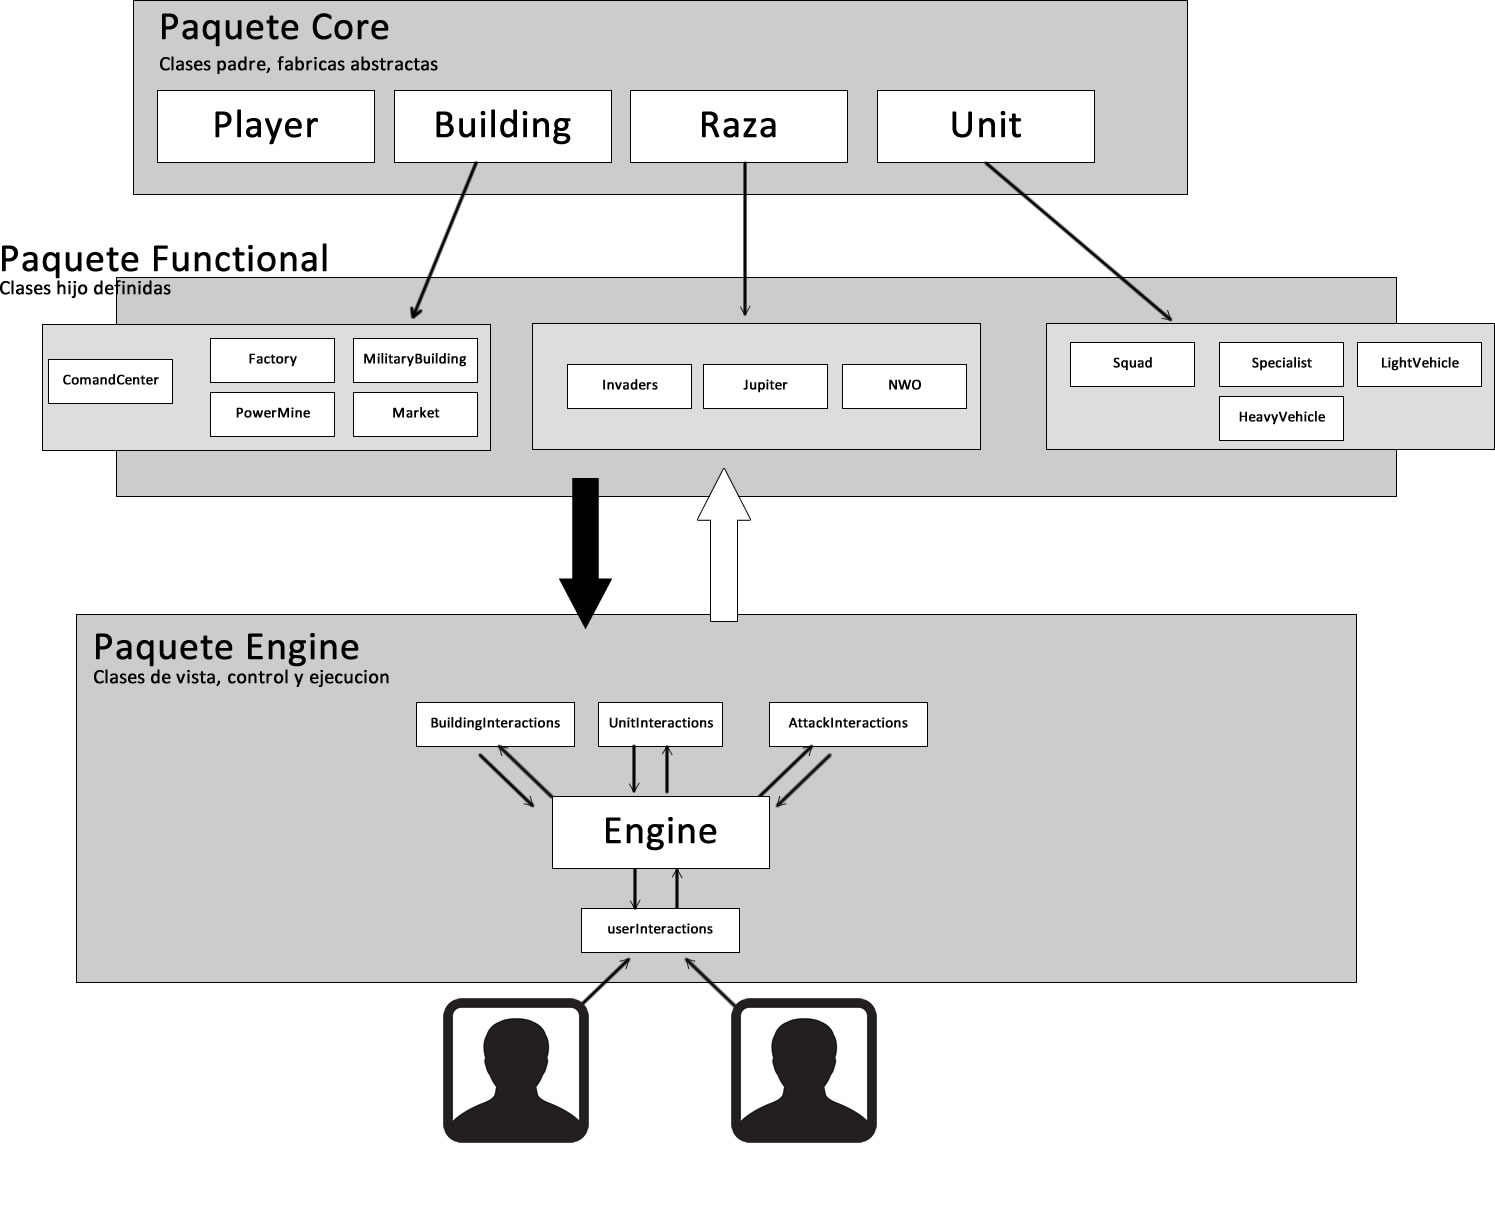 Paquete Core
Clases padre, fabricas abstractas
Player
Building
Raza
Unit
Paquete Functional
Clases hijo definidas
ComandCenter
Factory
MilitaryBuilding
PowerMine
Market
Invaders
Jupiter
NWO
Squad
Specialist
LightVehicle
HeavyVehicle
Paquete Engine
Clases de vista, control y ejecucion
BuildingInteractions
UnitInteractions
AttackInteractions
Engine
userInteractions